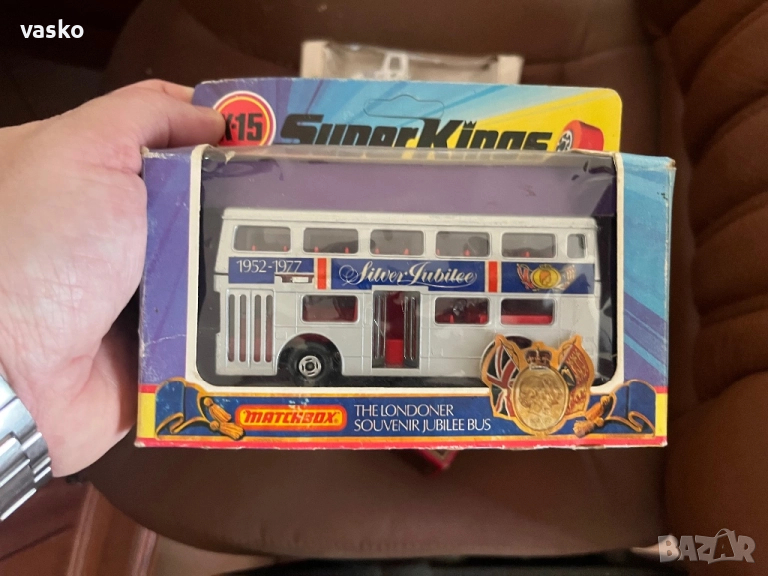 vasko
K-15
SuperKings
1952-1977
Silver Jubilee
MATCHBOX
THE LONDONER
SOUVENIR JUBILEE BUS
BAZAR